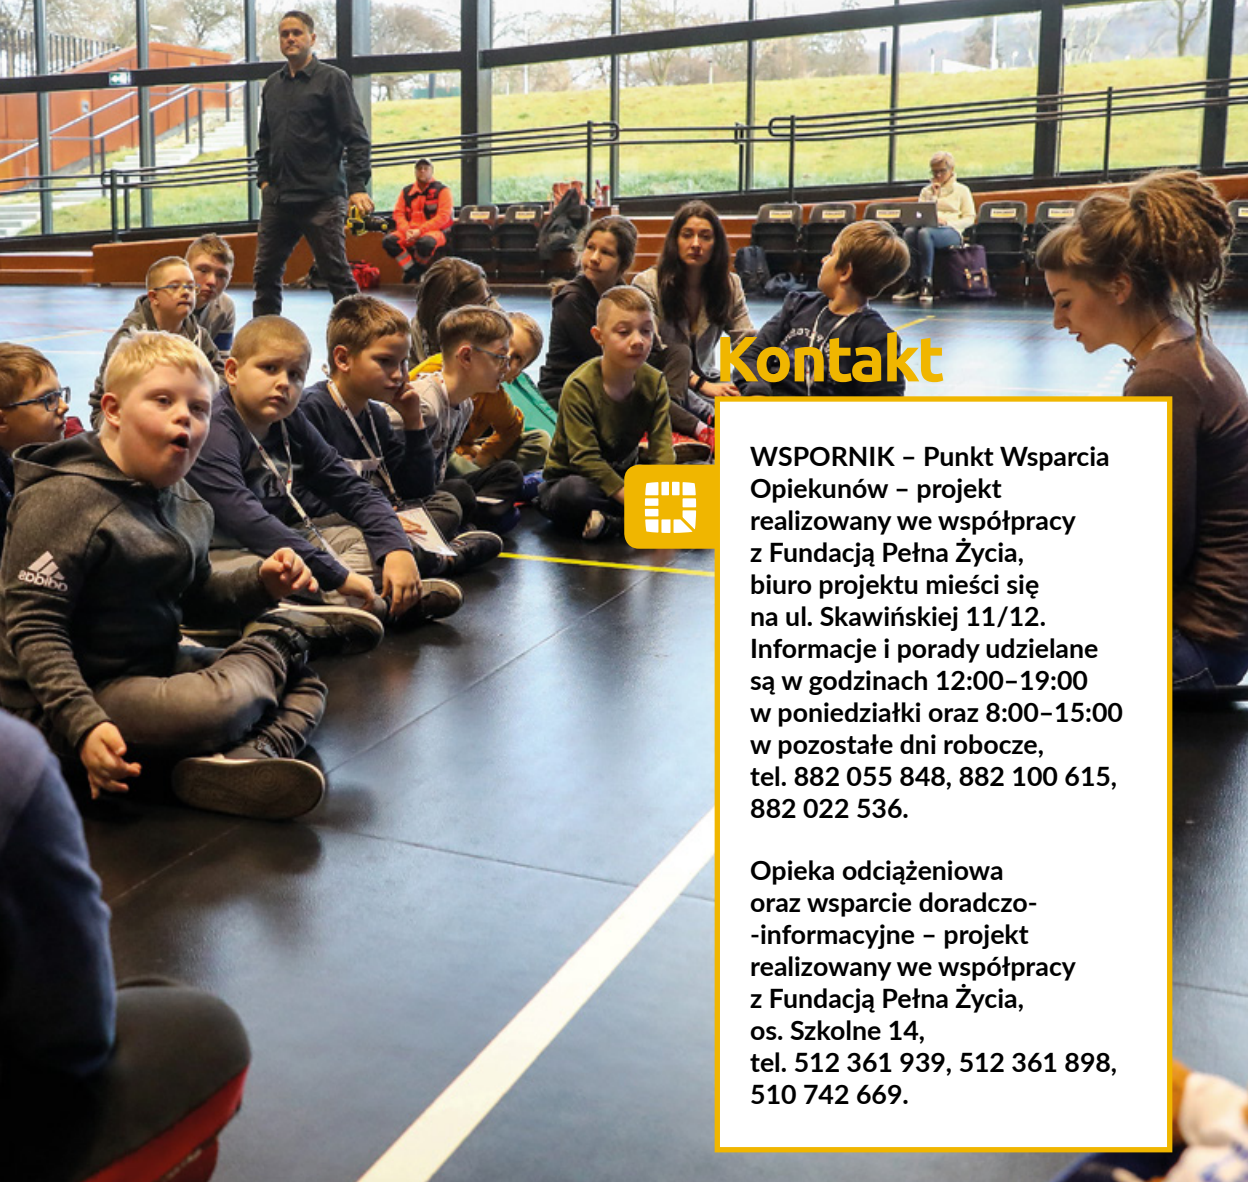 Kontakt
WSPORNIK – Punkt Wsparcia
Opiekunów – projekt
realizowany we współpracy
z Fundacją Pełna Życia,
biuro projektu mieści się
na ul. Skawińskiej 11/12.
Informacje i porady udzielane
są w godzinach 12:00–19:00
w poniedziałki oraz 8:00–15:00
w pozostałe dni robocze,
tel. 882 055 848, 882 100 615,
882 022 536.
Opieka odciążeniowa
oraz wsparcie doradczo-
-informacyjne – projekt
realizowany we współpracy
z Fundacją Pełna Życia,
os. Szkolne 14,
tel. 512 361 939, 512 361 898,
510 742 669.
adidas